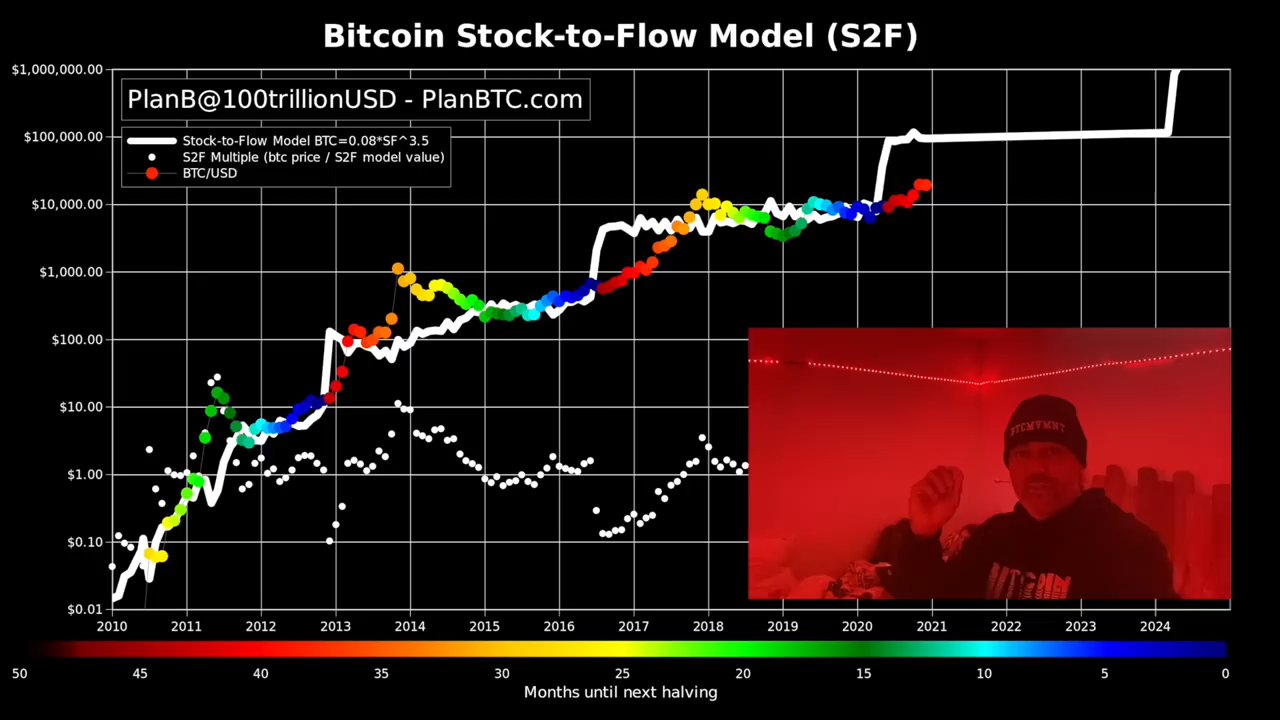 Bitcoin Stock-to-Flow Model (S2F)
$1,000,000.00
PlanB@100trillionUSD - PlanBTC.com
$100,000.00
Stock-to-Flow Model BTC=0.08*SF^3.5
S2F Multiple (btc price / S2F model value)
BTC/USD
$10,000.00
$1,000.00
$100.00
$10.00
$1.00
$0.10
$0.01
BTCMVMNT
BITCOIN
2010 2011 2012 2013 2014 2015 2016 2017 2018 2019 2020 2021 2022 2023 2024
50 45 40 35 30 25 20 15 10 5 0
Months until next halving